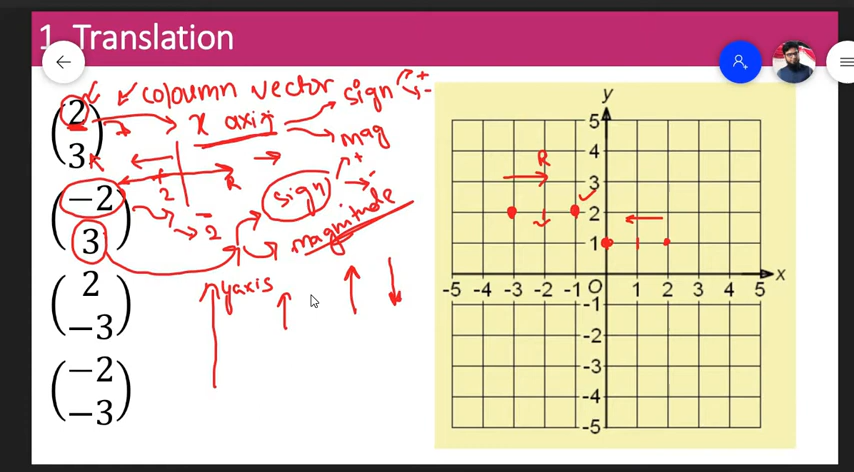 1. Translation
coloumn vector
sign + -
2
3
x axis
mag
R
2
-2
3
sign + -
- 2
magnitude
2
-3
yaxis
-2
-3
y
5
4
R
3
2
1
-5 -4 -3 -2 -1 O 1 2 3 4 5 x
-1
-2
-3
-4
-5